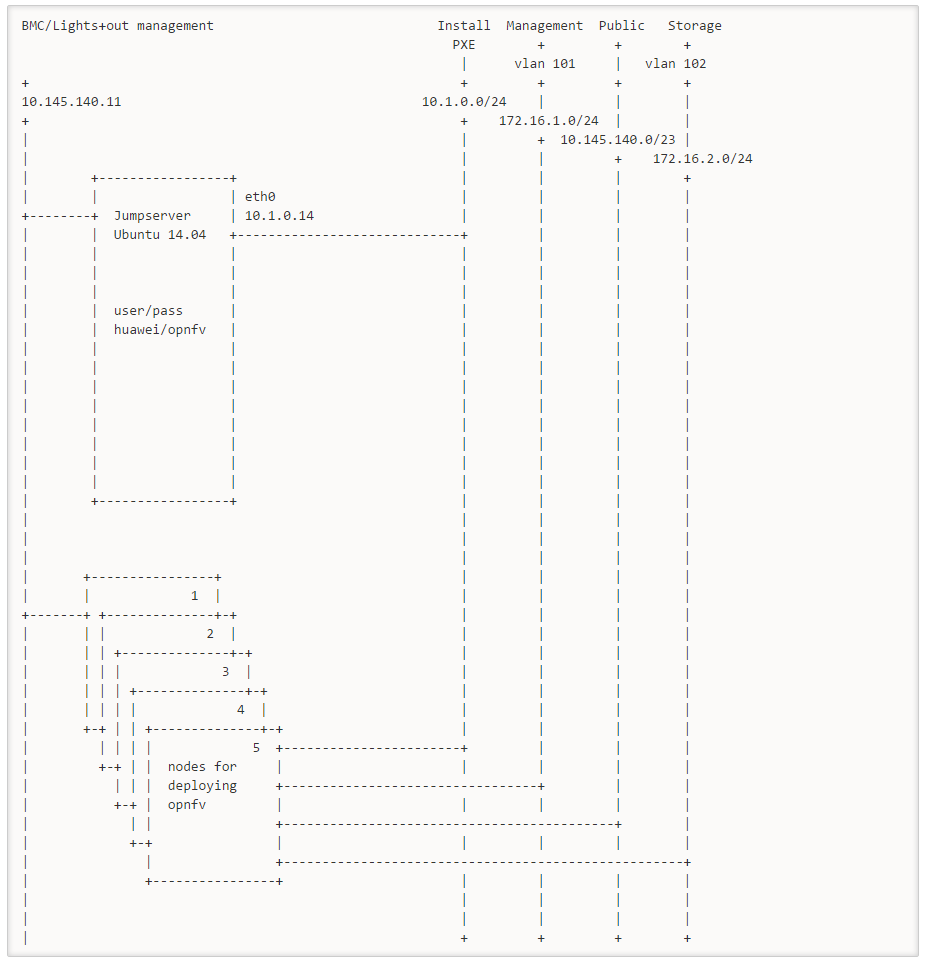 BMC/Lights+out management Install Management Public Storage
PXE
vlan 101 vlan 102
10.145.140.11 10.1.0.0/24
172.16.1.0/24
10.145.140.0/23
172.16.2.0/24
eth0
Jumpserver 10.1.0.14
Ubuntu 14.04
user/pass
huawei/opnfv
1
2
3
4
5
nodes for
deploying
opnfv